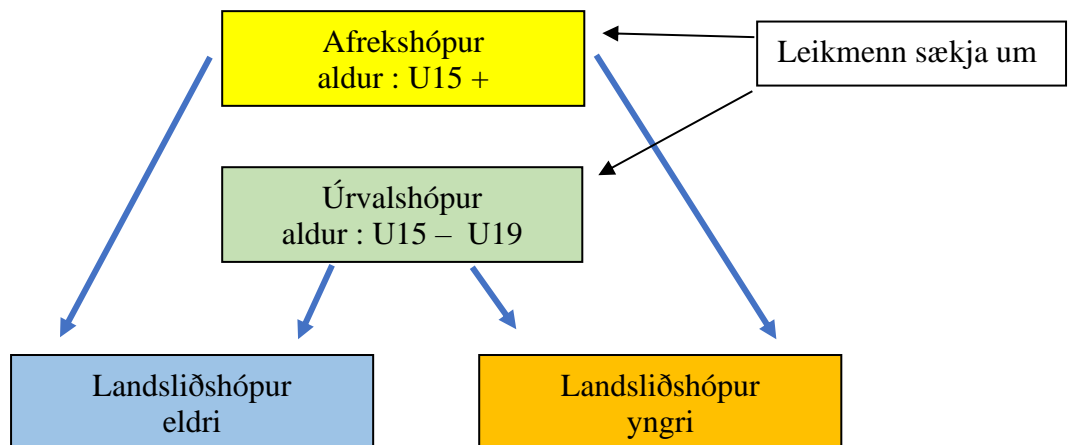 Afrekshópur
aldur : U15 +
Leikmenn sækja um
Úrvalshópur
aldur : U15 – U19
Landsliðshópur
eldri
Landsliðshópur
yngri